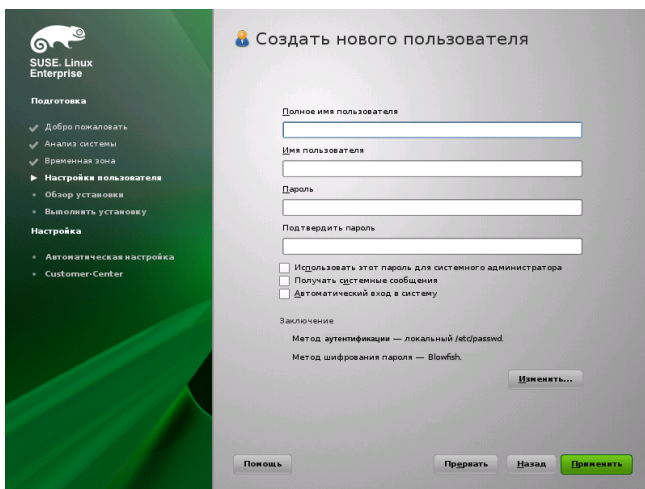 SUSE. Linux
Enterprise
Подготовка
Добро пожаловать
Анализ системы
Временная зона
Настройки пользователя
Обзор установки
Выполнить установку
Настройка
Автоматическая настройка
Customer-Center
Создать нового пользователя
Полное имя пользователя
Имя пользователя
Пароль
Подтвердить пароль
Использовать этот пароль для системного администратора
Получать системные сообщения
Автоматический вход в систему
Заключение
Метод аутентификации — локальный /etc/passwd.
Метод шифрования пароля — Blowfish.
Изменить...
Помощь
Прервать
Назад
Применить